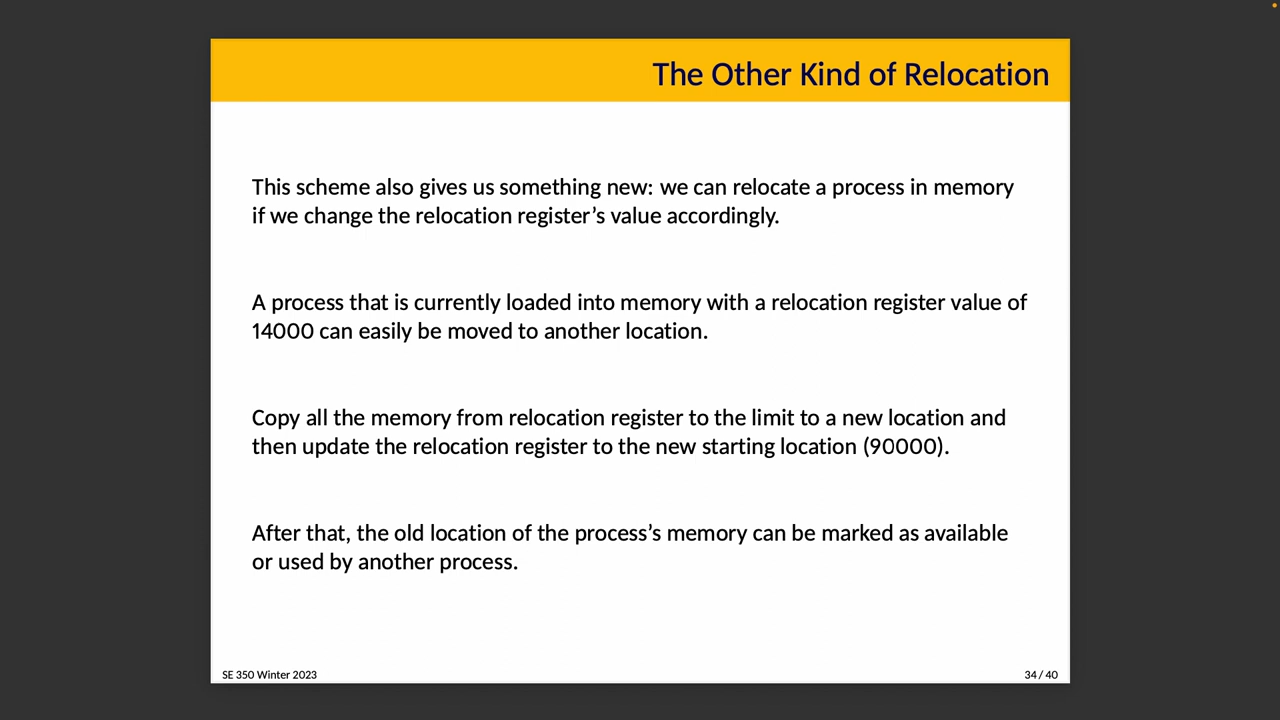 The Other Kind of Relocation
This scheme also gives us something new: we can relocate a process in memory
if we change the relocation register’s value accordingly.
A process that is currently loaded into memory with a relocation register value of
14000 can easily be moved to another location.
Copy all the memory from relocation register to the limit to a new location and
then update the relocation register to the new starting location (90000).
After that, the old location of the process’s memory can be marked as available
or used by another process.
SE 350 Winter 2023
34 / 40